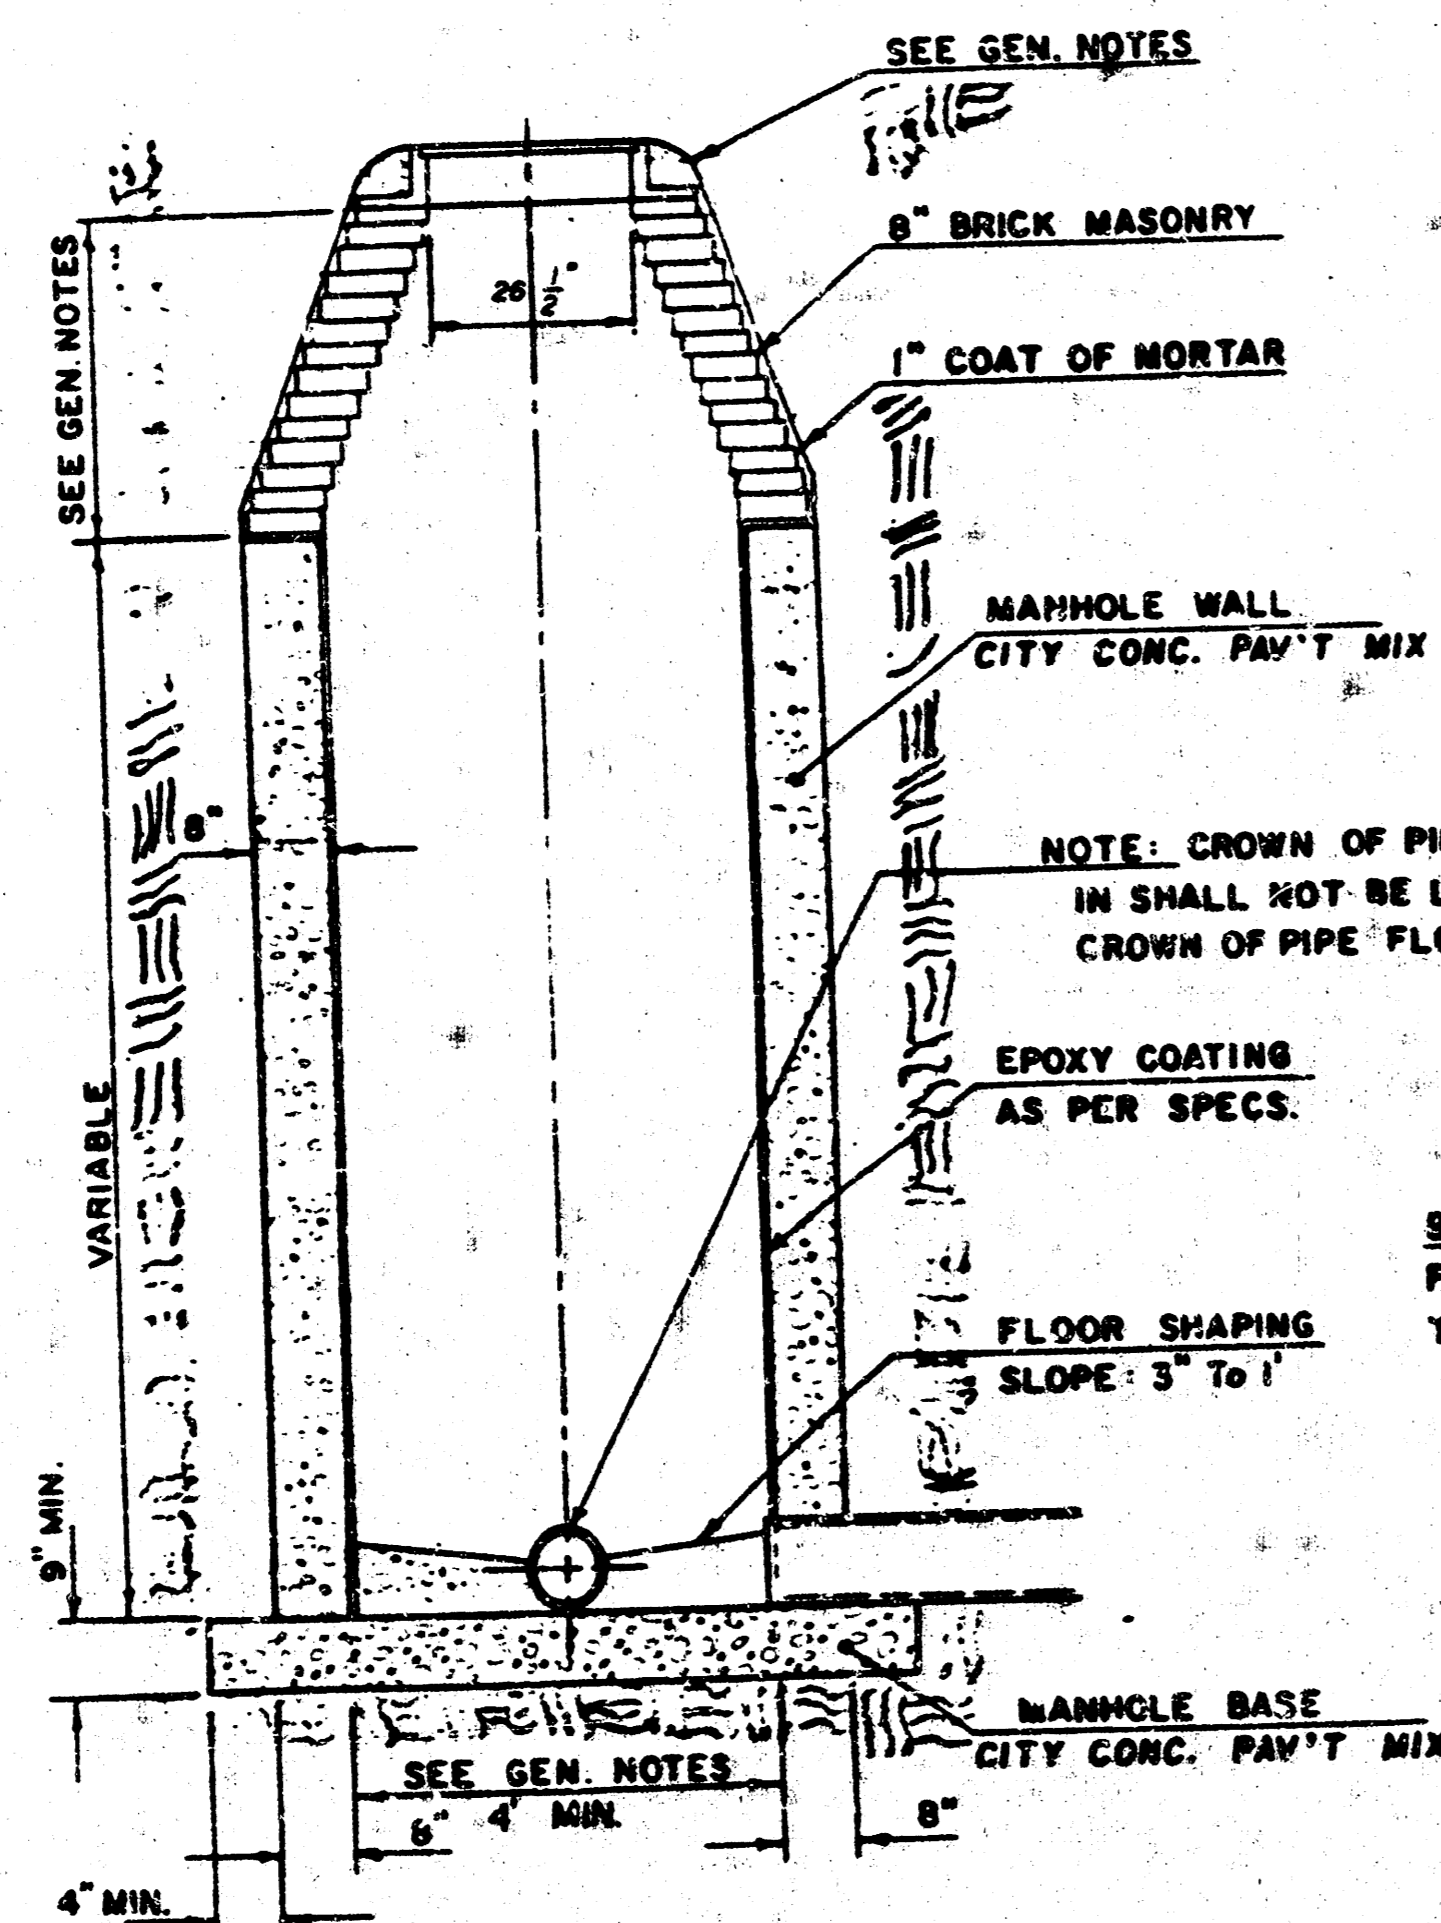 SEE GEN. NOTES
8" BRICK MASONRY
SEE GEN. NOTES
26 1/2"
1" COAT OF MORTAR
MANHOLE WALL
CITY CONC. PAV'T MIX
8"
NOTE: CROWN OF
IN SHALL NOT BE
CROWN OF PIPE
EPOXY COATING
AS PER SPECS.
VARIABLE
FLOOR SHAPING
SLOPE: 3" TO 1'
9" MIN.
MANHOLE BASE
CITY CONC. PAV'T MIX
SEE GEN. NOTES
4' MIN.
8"
8"
4" MIN.